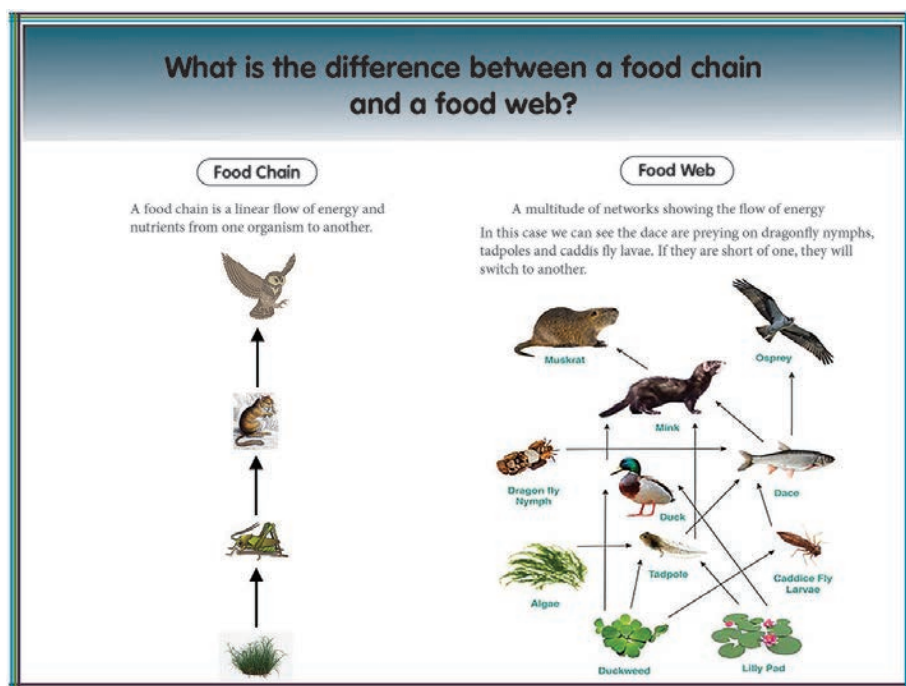 What is the difference between a food chain
and a food web?
Food Chain
A food chain is a linear flow of energy and
nutrients from one organism to another.
Food Web
A multitude of networks showing the flow of energy
In this case we can see the dace are preying on dragonfly nymphs,
tadpoles and caddis fly lavae. If they are short of one, they will
switch to another.
Muskrat
Osprey
Mink
Dragon fly
Nymph
Duck
Dace
Algae
Tadpole
Caddice Fly
Larvae
Duckweed
Lilly Pad